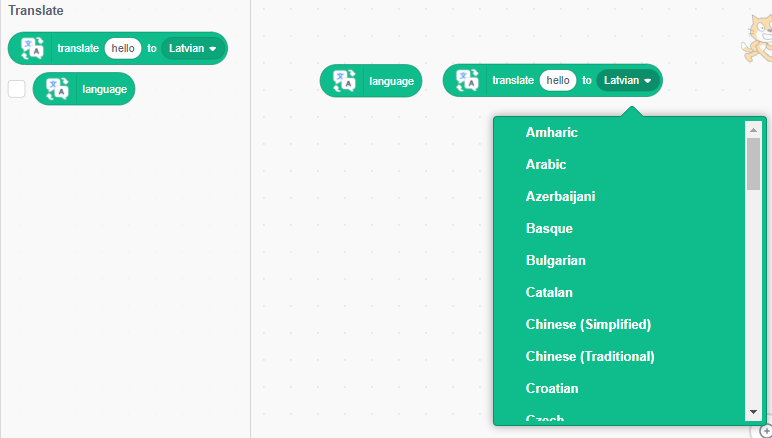 Translate
translate hello to Latvian
language
language
translate hello to Latvian
Amharic
Arabic
Azerbaijani
Basque
Bulgarian
Catalan
Chinese (Simplified)
Chinese (Traditional)
Croatian
Czech